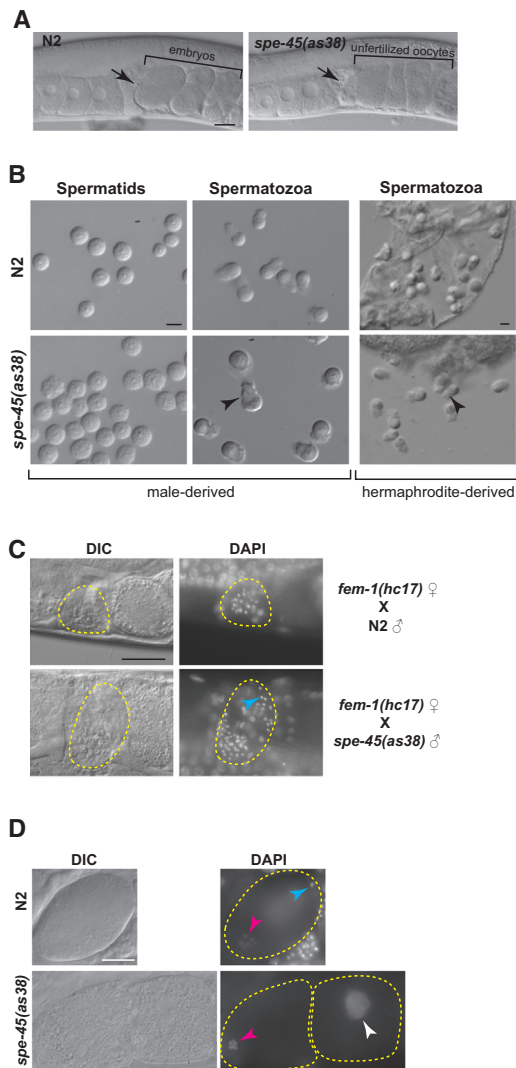 A
N2
embryos
spe-45(as38)
unfertilized oocytes
B
Spermatids
Spermatozoa
Spermatozoa
N2
spe-45(as38)
male-derived
hermaphrodite-derived
C
DIC
DAPI
fem-1(hc17) ♀
X
N2 ♂
fem-1(hc17) ♀
X
spe-45(as38) ♂
D
DIC
DAPI
N2
spe-45(as38)